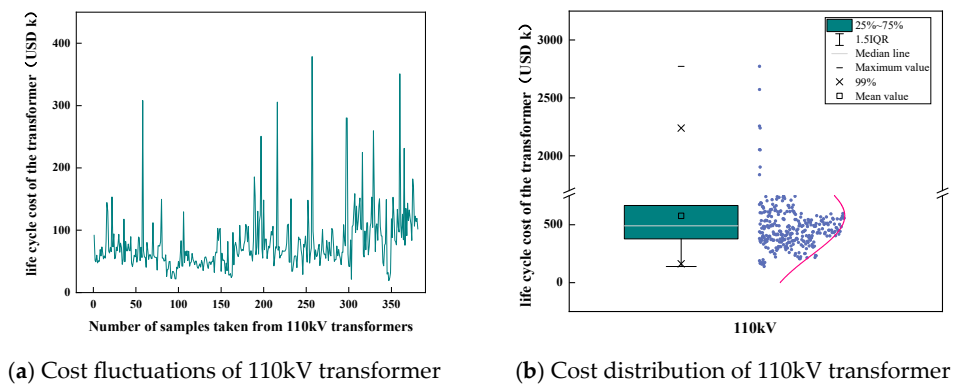 life cycle cost of the transformer（USD k）
400
300
200
100
0
0 50 100 150 200 250 300 350
Number of samples taken from 110kV transformers
(a) Cost fluctuations of 110kV transformer
life cycle cost of the transformer（USD k）
3000
2500
2000
500
0
25%~75%
1.5IQR
Median line
Maximum value
99%
Mean value
110kV
(b) Cost distribution of 110kV transformer